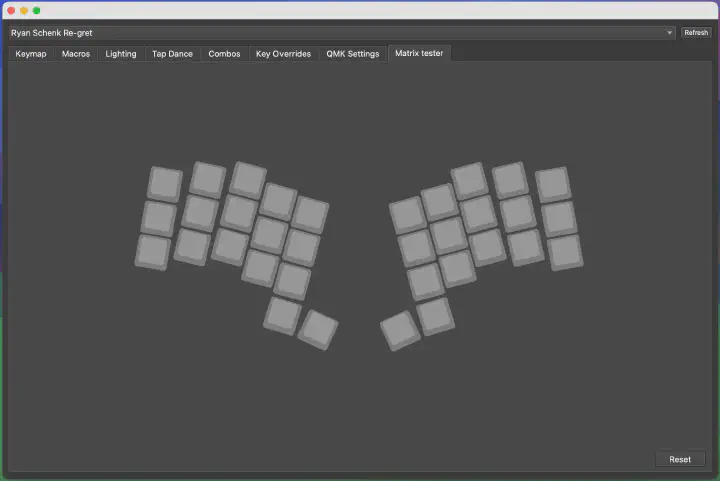 Ryan Schenk Re-gret
Refresh
Keymap Macros Lighting Tap Dance Combos Key Overrides QMK Settings Matrix tester
Reset